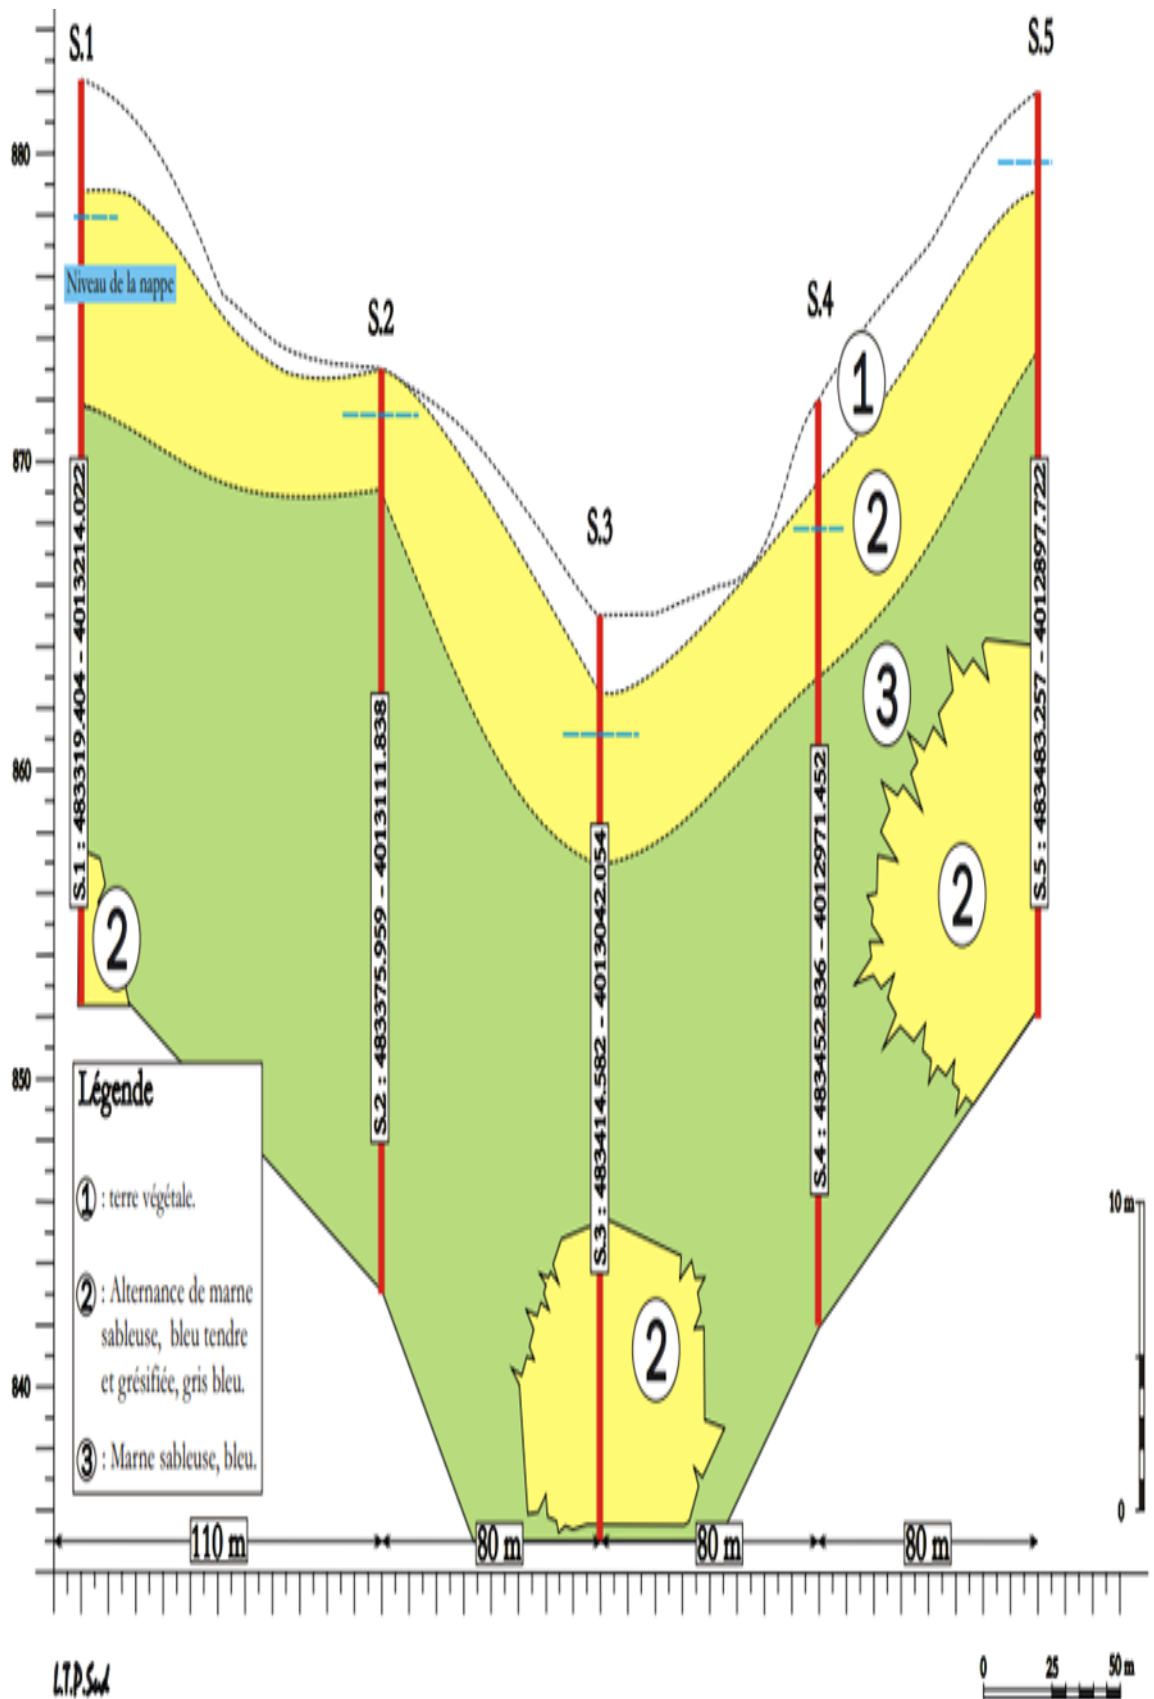 S.1
S.5
880
Niveau de la nappe
S.4
S.2
1
870
2
S.3
3
860
2
2
S.1 : 483319.404 - 4013214.022
S.2 : 483375.959 - 4013111.838
S.3 : 483414.582 - 4013042.054
S.4 : 483452.836 - 4012971.452
S.5 : 483483.257 - 4012897.722
850
Légende
1 : terre végétale.
2 : Alternance de marne
sableuse, bleu tendre
et grésifiée, gris bleu.
3 : Marne sableuse, bleu.
2
840
10 m
0
110 m
80 m
80 m
80 m
L.T.P.Sud
0 25 50 m